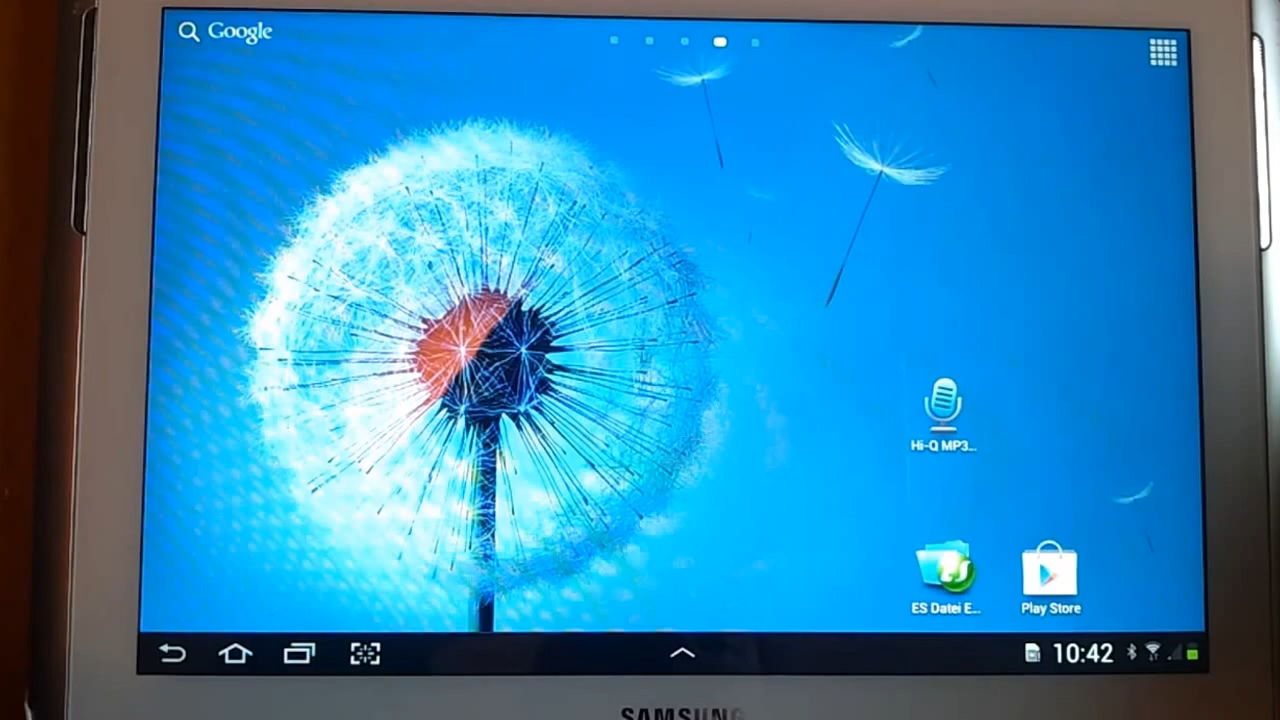 Google
Hi-Q MP3...
ES Datei E...
Play Store
10:42
SAMSUNG